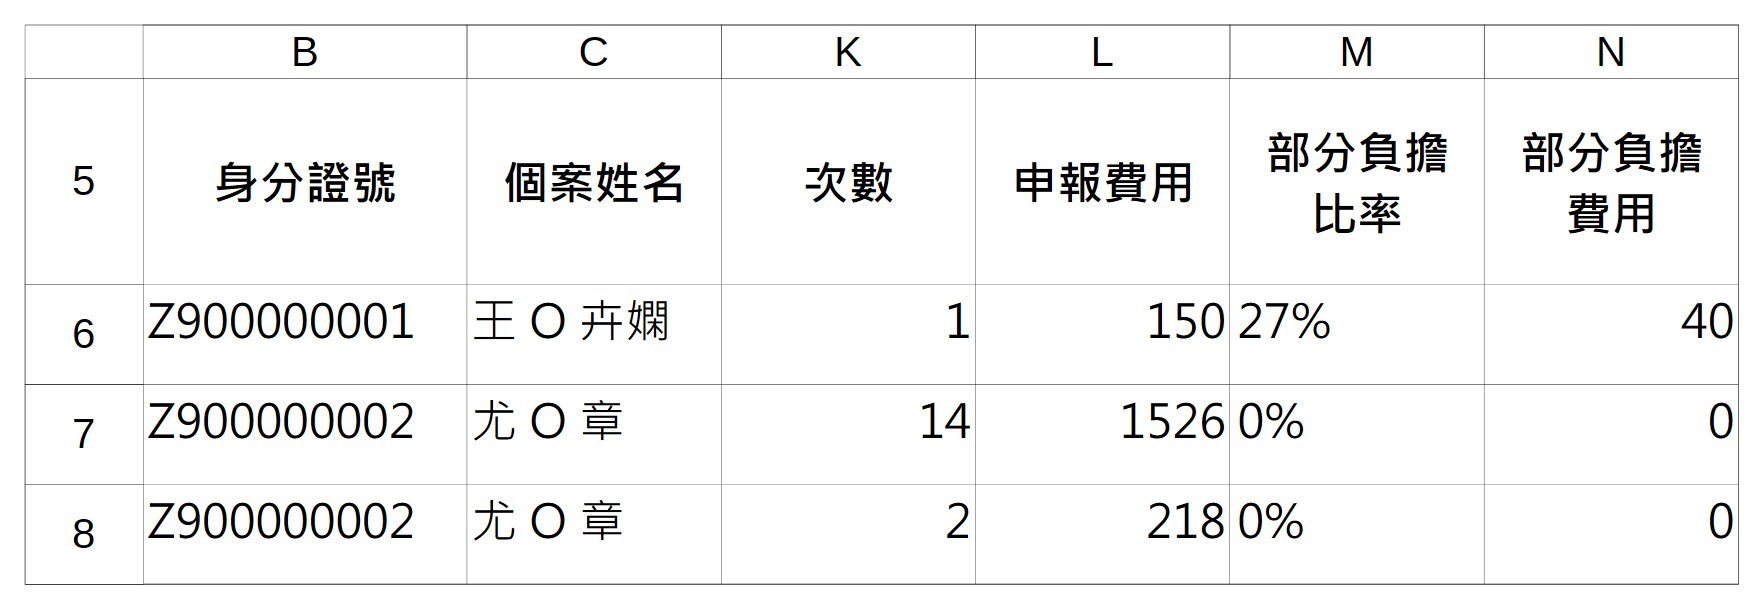 B C K L M N
5 身分證號 個案姓名 次數 申報費用 部分負擔比率 部分負擔費用
6 Z900000001 王 O 卉嫻 1 150 27% 40
7 Z900000002 尤 O 章 14 1526 0% 0
8 Z900000002 尤 O 章 2 218 0% 0